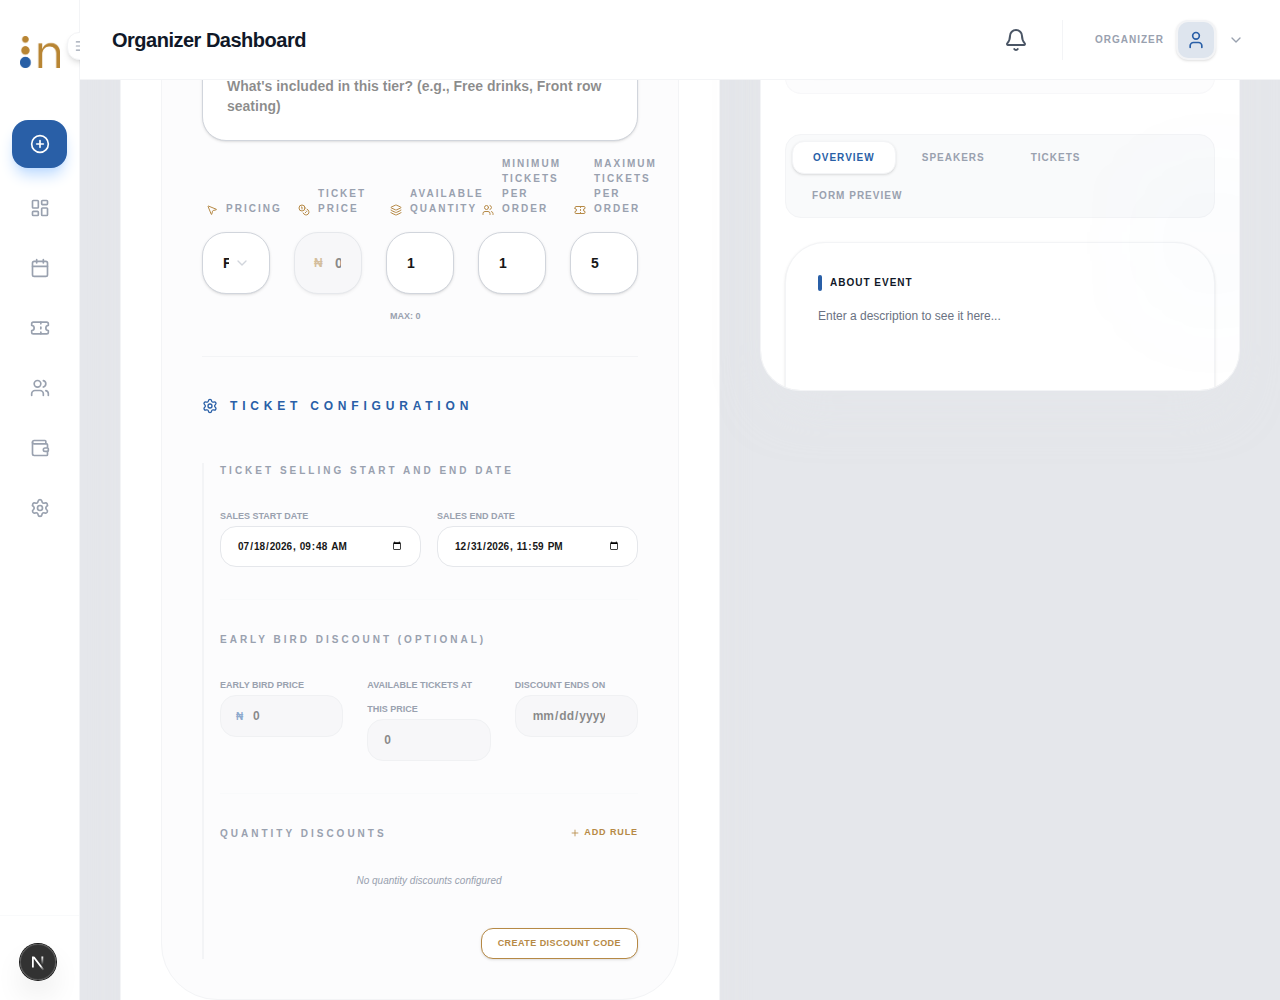 in
Organizer Dashboard
ORGANIZER
What's included in this tier? (e.g., Free drinks, Front row
seating)
PRICING
TICKET
PRICE
AVAILABLE
QUANTITY
MINIMUM
TICKETS
PER
ORDER
MAXIMUM
TICKETS
PER
ORDER
₦ 0
1
1
5
MAX: 0
TICKET CONFIGURATION
TICKET SELLING START AND END DATE
SALES START DATE
SALES END DATE
07/18/2026, 09:48 AM
12/31/2026, 11:59 PM
EARLY BIRD DISCOUNT (OPTIONAL)
EARLY BIRD PRICE
AVAILABLE TICKETS AT
THIS PRICE
DISCOUNT ENDS ON
₦ 0
0
mm/dd/yyyy
QUANTITY DISCOUNTS
ADD RULE
No quantity discounts configured
CREATE DISCOUNT CODE
OVERVIEW
SPEAKERS
TICKETS
FORM PREVIEW
ABOUT EVENT
Enter a description to see it here...
N